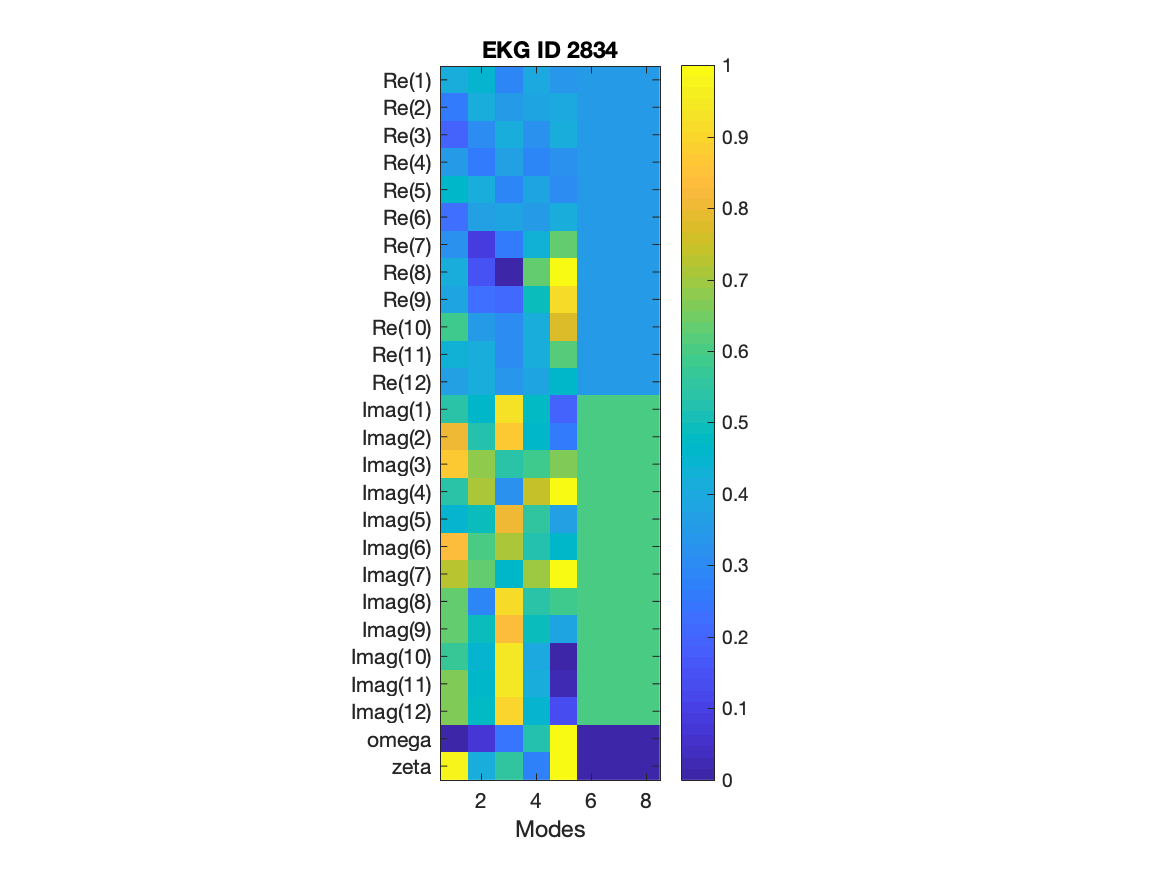 EKG ID 2834
Re(1)
Re(2)
Re(3)
Re(4)
Re(5)
Re(6)
Re(7)
Re(8)
Re(9)
Re(10)
Re(11)
Re(12)
Imag(1)
Imag(2)
Imag(3)
Imag(4)
Imag(5)
Imag(6)
Imag(7)
Imag(8)
Imag(9)
Imag(10)
Imag(11)
Imag(12)
omega
zeta
2 4 6 8
Modes
1
0.9
0.8
0.7
0.6
0.5
0.4
0.3
0.2
0.1
0